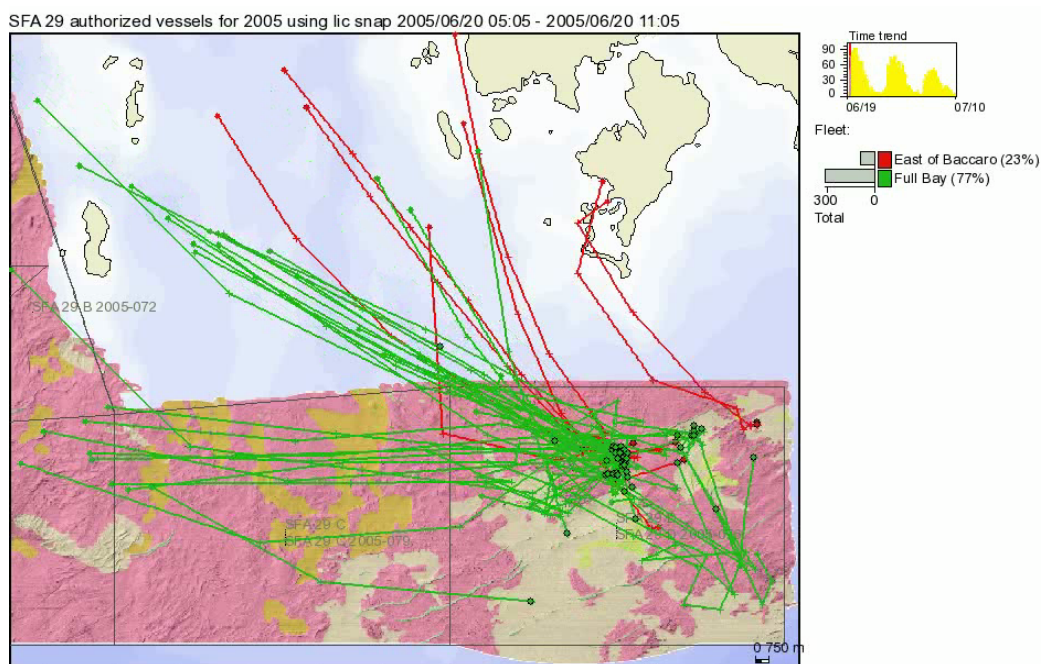 SFA 29 authorized vessels for 2005 using lic snap 2005/06/20 05:05 - 2005/06/20 11:05
Time trend
90
60
30
0
06/19 07/10
Fleet:
East of Baccaro (23%)
Full Bay (77%)
300 0
Total
SFA 29 B 2005-072
SFA 29 C
SFA 29 C 2005-079
0 750 m